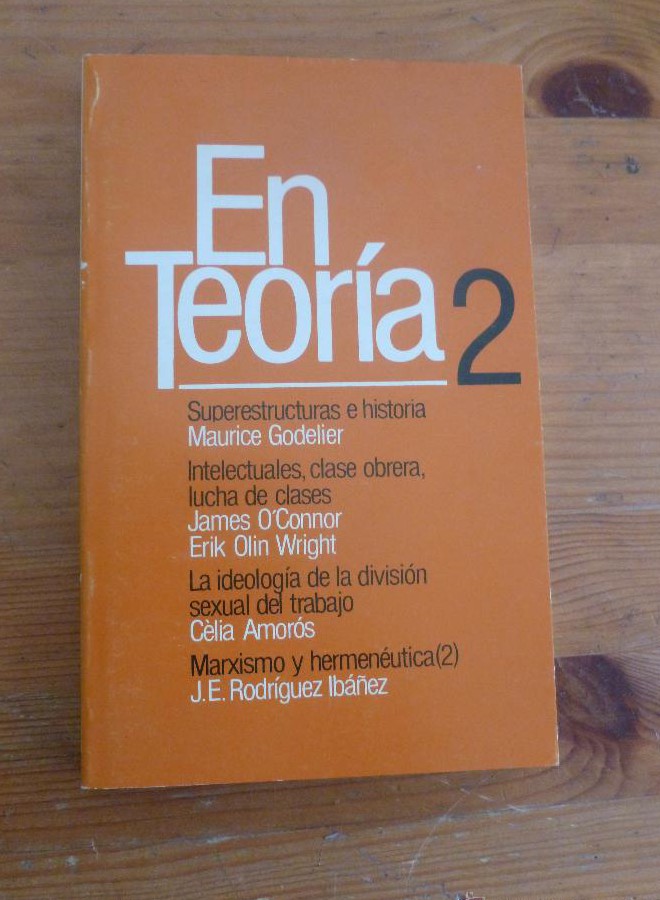 En
Teoría 2
Superestructuras e historia
Maurice Godelier
Intelectuales, clase obrera,
lucha de clases
James O'Connor
Erik Olin Wright
La ideología de la división
sexual del trabajo
Cèlia Amorós
Marxismo y hermenéutica(2)
J.E. Rodríguez Ibáñez